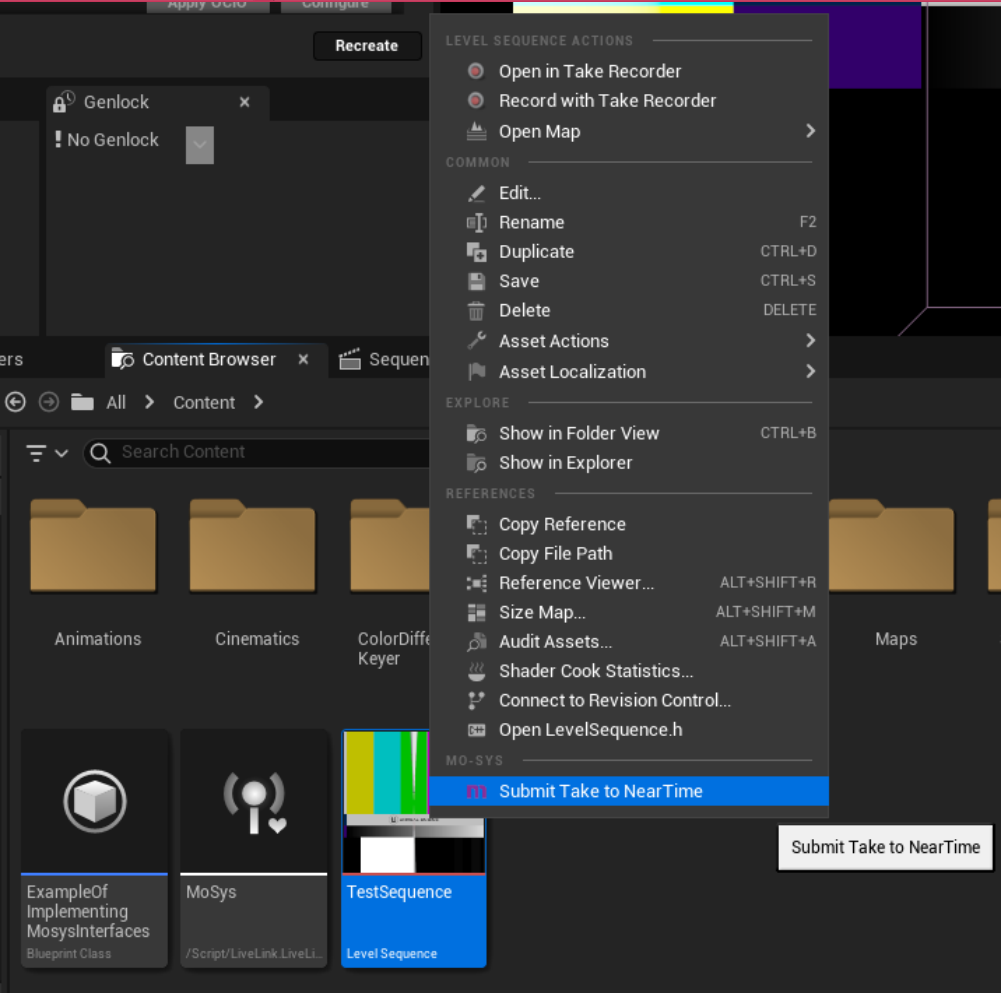 Apply OCIO
Configure
Recreate
Genlock
! No Genlock
LEVEL SEQUENCE ACTIONS
Open in Take Recorder
Record with Take Recorder
Open Map
COMMON
Edit...
Rename F2
Duplicate CTRL+D
Save CTRL+S
Delete DELETE
Asset Actions
Asset Localization
EXPLORE
Show in Folder View CTRL+B
Show in Explorer
REFERENCES
Copy Reference
Copy File Path
Reference Viewer... ALT+SHIFT+R
Size Map... ALT+SHIFT+M
Audit Assets... ALT+SHIFT+A
Shader Cook Statistics...
Connect to Revision Control...
Open LevelSequence.h
MO-SYS
Submit Take to NearTime
Submit Take to NearTime
ers
Content Browser
Sequen
All > Content >
Search Content
Animations
Cinematics
ColorDiffe
Keyer
Maps
ExampleOf
Implementing
MosysInterfaces
Blueprint Class
MoSys
/Script/LiveLink.LiveLi...
TestSequence
Level Sequence